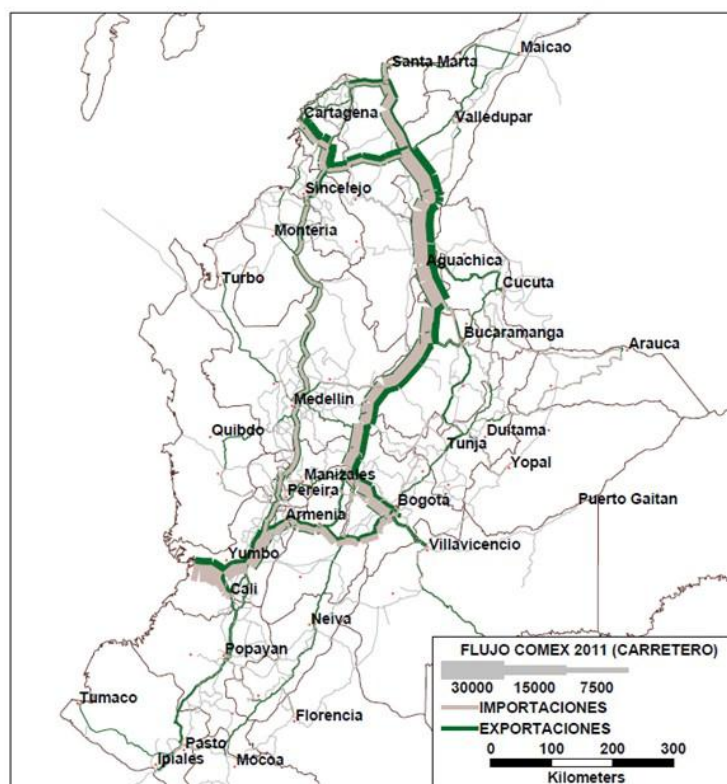 Santa Marta
Maicao
Cartagena
Valledupar
Sincelejo
Monteria
Aguachica
Turbo
Cucuta
Bucaramanga
Arauca
Medellin
Quibdo
Duitama
Tunja
Yopal
Manizales
Pereira
Bogotá
Puerto Gaitan
Armenia
Villavicencio
Yumbo
Cali
Neiva
Popayan
FLUJO COMEX 2011 (CARRETERO)
30000 15000 7500
Tumaco
IMPORTACIONES
Florencia
EXPORTACIONES
Pasto
Ipiales
Mocoa
0 100 200 300
Kilometers